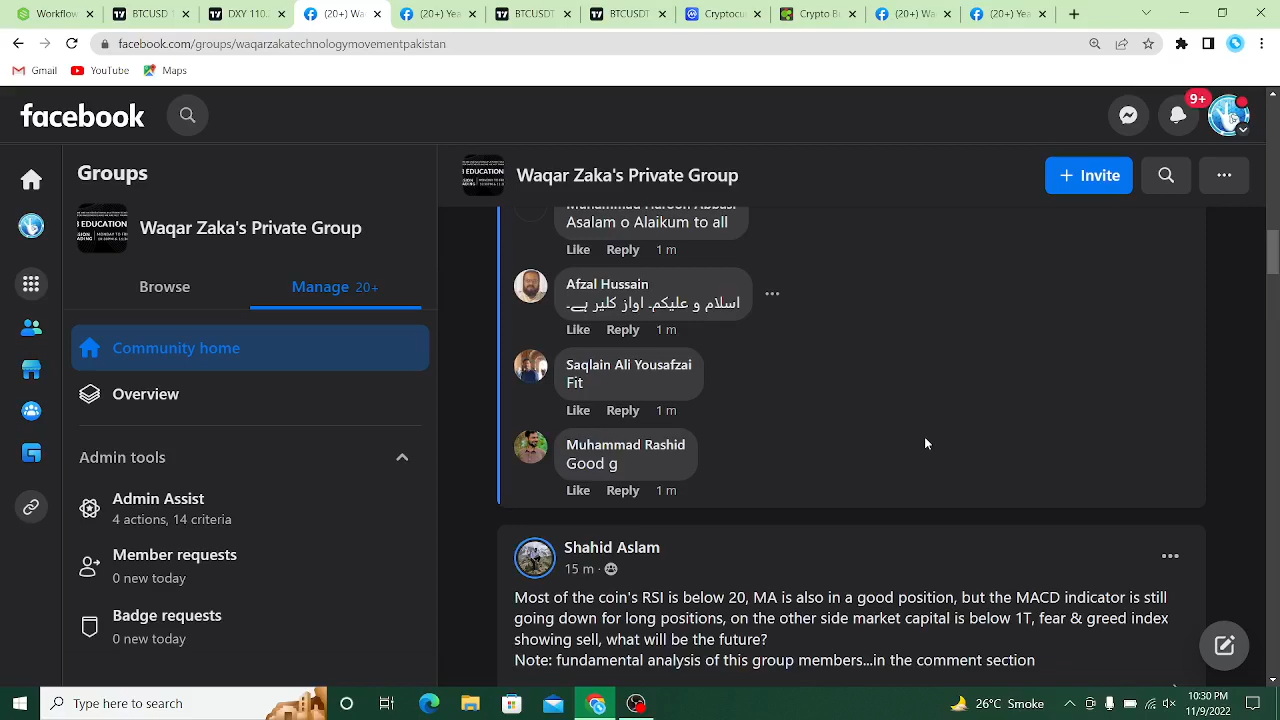 Workflow
BTCUSD
DXY 110.
(20+) Wa
(20+) Yea
BTCUSDT
BTCUSDT
Cryptocu
Crypto B
(20+) Wa
(20+) Yea
facebook.com/groups/waqarzakatechnologymovementpakistan
Gmail
YouTube
Maps
facebook
9+
Groups
Waqar Zaka's Private Group
Browse
Manage 20+
Community home
Overview
Admin tools
Admin Assist
4 actions, 14 criteria
Member requests
0 new today
Badge requests
0 new today
Waqar Zaka's Private Group
+ Invite
Muhammad Haroon Abbasi
Asalam o Alaikum to all
Like Reply 1 m
Afzal Hussain
اسلام و علیکم۔ اواز کلیر ہے۔
Like Reply 1 m
Saqlain Ali Yousafzai
Fit
Like Reply 1 m
Muhammad Rashid
Good g
Like Reply 1 m
Shahid Aslam
15 m ·
Most of the coin's RSI is below 20, MA is also in a good position, but the MACD indicator is still
going down for long positions, on the other side market capital is below 1T, fear & greed index
showing sell, what will be the future?
Note: fundamental analysis of this group members...in the comment section
Type here to search
26°C Smoke
10:30 PM
11/9/2022